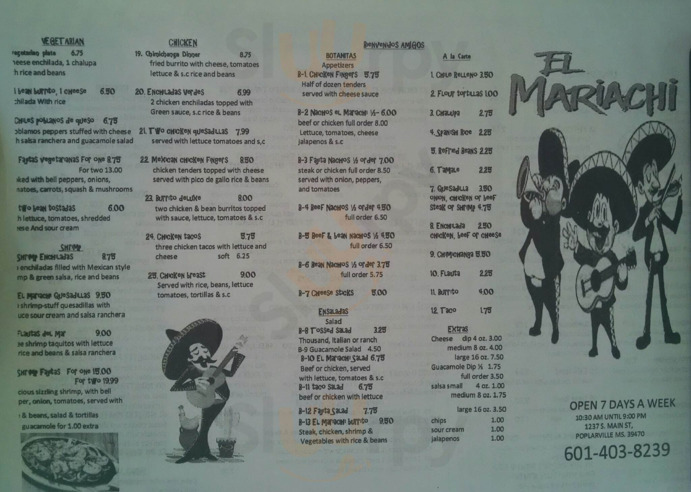 VEGETARIAN
plate 6.75
cheese enchilada, 1 chalupa
h rice and beans
1 bean burrito, 1 cheese 6.50
chilada With rice
Chiles poblanos de queso 6.75
oblamos peppers stuffed with cheese
h salsa ranchera and guacamole salad
Fajitas Vegetarianas For one 8.75
For two 13.00
ked with bell peppers, onions,
natoes, carrots, squash & mushrooms
Two bean tostadas 6.00
h lettuce, tomatoes, shredded
ese And sour cream
Shrimp
Shrimp Enchiladas 8.75
enchiladas filled with Mexican style
mp & green salsa, rice and beans
El Mariachi Quesadillas 9.50
shrimp-stuff quesadillas with
uce sour cream and salsa ranchera
Flautas del Mar 9.00
se shrimp taquitos with lettuce
rice and beans & salsa ranchera
Shrimp Fajitas For one 15.00
For two 19.99
cious sizzling shrimp, with bell
per, onion, tomatoes, served with
& beans, salad & tortillas
guacamole for 1.00 extra
CHICKEN
19. Chimichanga Dinner 8.75
fried burrito with cheese, tomatoes
lettuce & s.c rice and beans
20. Enchiladas Verdes 6.99
2 chicken enchiladas topped with
Green sauce, s.c rice & beans
21. Two chicken quesadillas 7.99
served with lettuce tomatoes and s,c
22. Mexican chicken Fingers 8.50
chicken tenders topped with cheese
served with pico de gallo rice & beans
23. Burrito deluxe 8.00
two chicken & bean burritos topped
with sauce, lettuce, tomatoes & s.c
24. Chicken tacos 5.75
three chicken tacos with lettuce and
cheese soft 6.25
25. Chicken breast 9.00
Served with rice, beans, lettuce
tomatoes, tortillas & s.c
Bienvenidos Amigos
BOTANITAS
Appetizers
B-1 Chicken Fingers 5.75
Half of dozen tenders
served with cheese sauce
B-2 Nachos El Mariachi ½- 6.00
beef or chicken full order 8.00
Lettuce, tomatoes, cheese
jalapenos & s.c
B-3 Fajita Nachos ½ order 7.00
steak or chicken full order 8.50
served with onion, peppers,
and tomatoes
B-4 Beef Nachos ½ order 4.50
full order 6.50
B-5 Beef & bean Nachos ½ 4.50
full order 6.50
B-6 Bean Nachos ½ order 3.75
full order 5.75
B-7 Cheese sticks 5.00
Ensaladas
Salad
B-8 Tossed Salad 3.25
Thousand, Italian or ranch
B-9 Guacamole Salad 4.50
B-10 El Mariachi Salad 6.75
Beef or chicken, served
with lettuce, tomatoes & s.c
B-11 taco Salad 6.75
beef or chicken with lettuce
B-12 Fajita Salad 7.75
B-13 El Mariachi burrito 9.50
Steak, chicken, shrimp &
Vegetables with rice & beans
A la Carte
1. Chile Relleno 3.50
2. Flour tortillas 1.00
3. Chalupa 2.75
4. Spanish Rice 2.25
5. Refried Beans 2.25
6. Tamale 2.25
7. Quesadilla 3.50
onion, chicken or beef
steak or Shrimp 4.75
8. Enchilada 2.50
chicken, beef or cheese
9. Chimichanga 5.50
10. Flauta 2.25
11. Burrito 4.00
12. Taco 1.75
Extras
Cheese dip 4oz. 3.00
medium 8 oz. 4.00
large 16 oz. 7.50
Guacamole Dip ½ 1.75
full order 3.50
salsa small 4 oz. 1.00
medium 8 oz. 1.75
large 16 oz. 3.50
chips 1.00
sour cream 1.00
jalapenos 1.00
EL
MARIACHI
OPEN 7 DAYS A WEEK
10:30 AM UNTIL 9:00 PM
1237 S. MAIN ST,
POPLARVILLE MS. 39470
601-403-8239